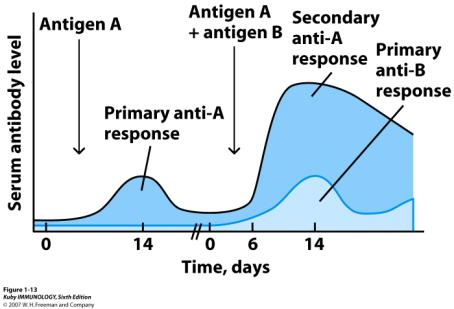 Antigen A
Antigen A
+ antigen B
Secondary
anti-A
response
Primary
anti-B
response
Primary anti-A
response
Serum antibody level
0
14
0
6
14
Time, days
Figure 1-13
Kuby IMMUNOLOGY, Sixth Edition
© 2007 W. H. Freeman and Company